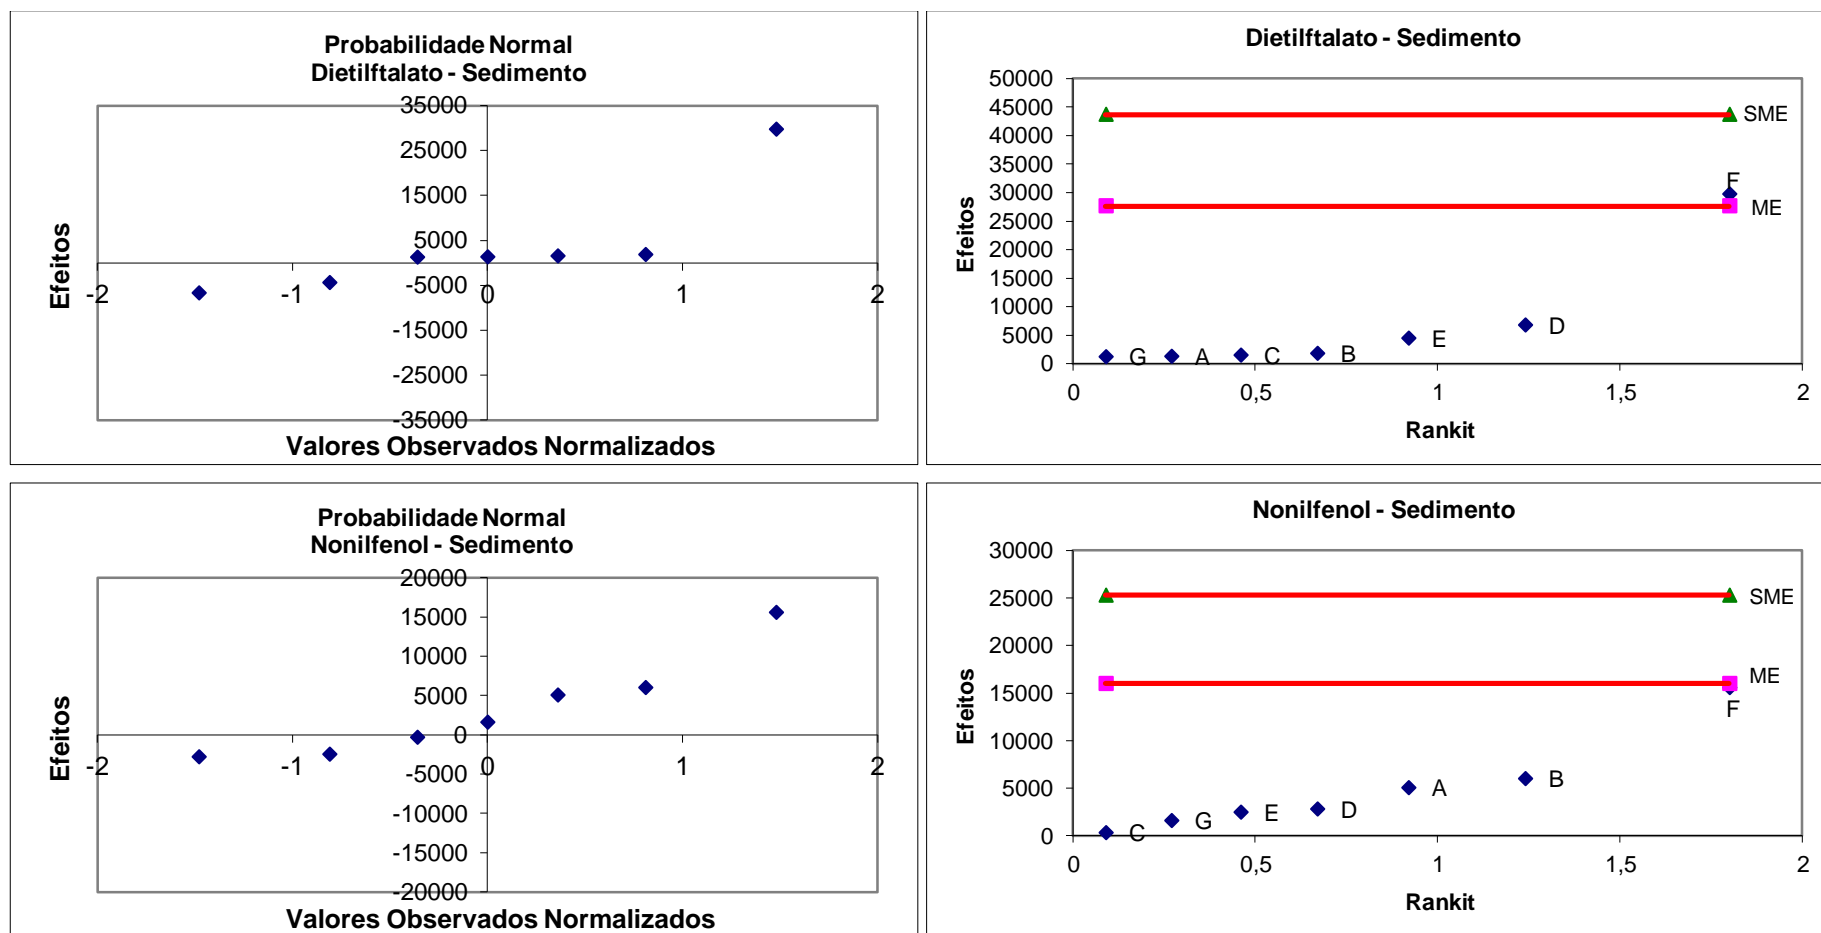 Probabilidade Normal
Dietilftalato - Sedimento
35000
25000
15000
5000
-5000
-15000
-25000
-35000
-2
-1
0
1
2
Efeitos
Valores Observados Normalizados
Dietilftalato - Sedimento
50000
45000
40000
35000
30000
25000
20000
15000
10000
5000
0
SME
F
ME
G
A
C
B
E
D
0
0,5
1
1,5
2
Efeitos
Rankit
Probabilidade Normal
Nonilfenol - Sedimento
20000
15000
10000
5000
0
-5000
-10000
-15000
-20000
-2
-1
0
1
2
Efeitos
Valores Observados Normalizados
Nonilfenol - Sedimento
30000
25000
20000
15000
10000
5000
0
SME
ME
F
C
G
E
D
A
B
0
0,5
1
1,5
2
Efeitos
Rankit